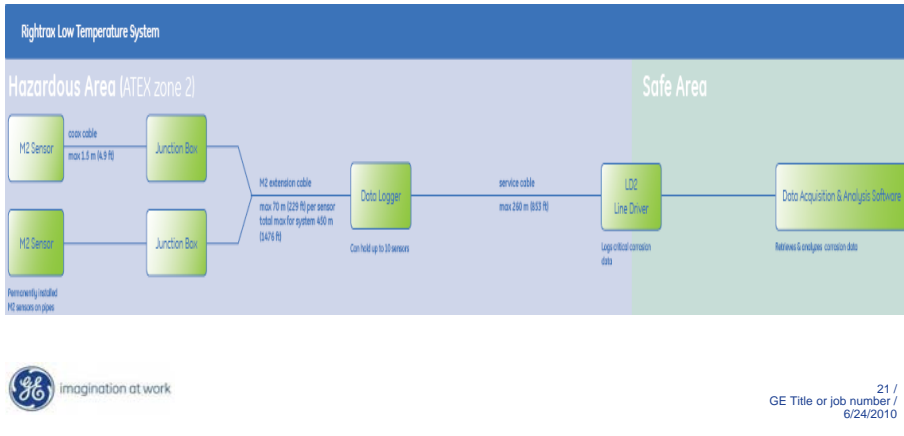 Rightrax Low Temperature System
Hazardous Area (ATEX zone 2)
Safe Area
M2 Sensor
coax cable
max 1.5 m (4.9 ft)
Junction Box
M2 Sensor
Junction Box
Permanently installed
M2 sensors on pipes
M2 extension cable
max 70 m (229 ft) per sensor
total max for system 450 m
(1476 ft)
Data Logger
Can hold up to 10 sensors
service cable
max 260 m (853 ft)
LD2
Line Driver
Logs critical corrosion
data
Data Acquisition & Analysis Software
Retrieves & analyzes corrosion data
GE imagination at work
21 /
GE Title or job number /
6/24/2010